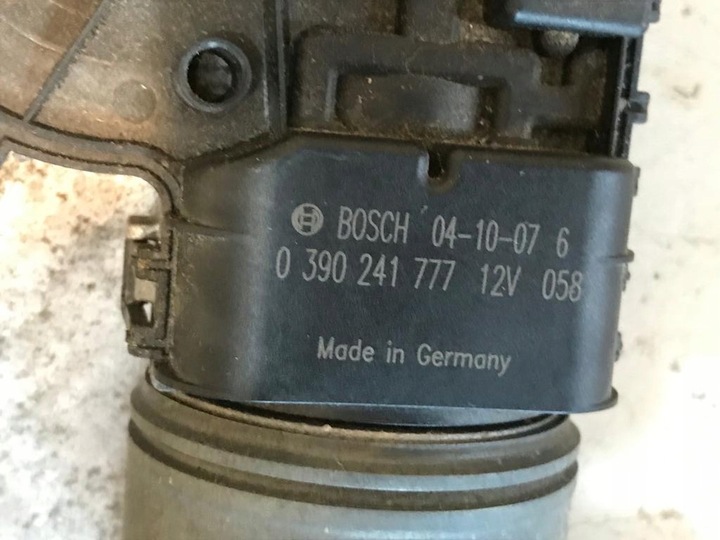 BOSCH 04-10-07 6
0 390 241 777 12V 058
Made in Germany